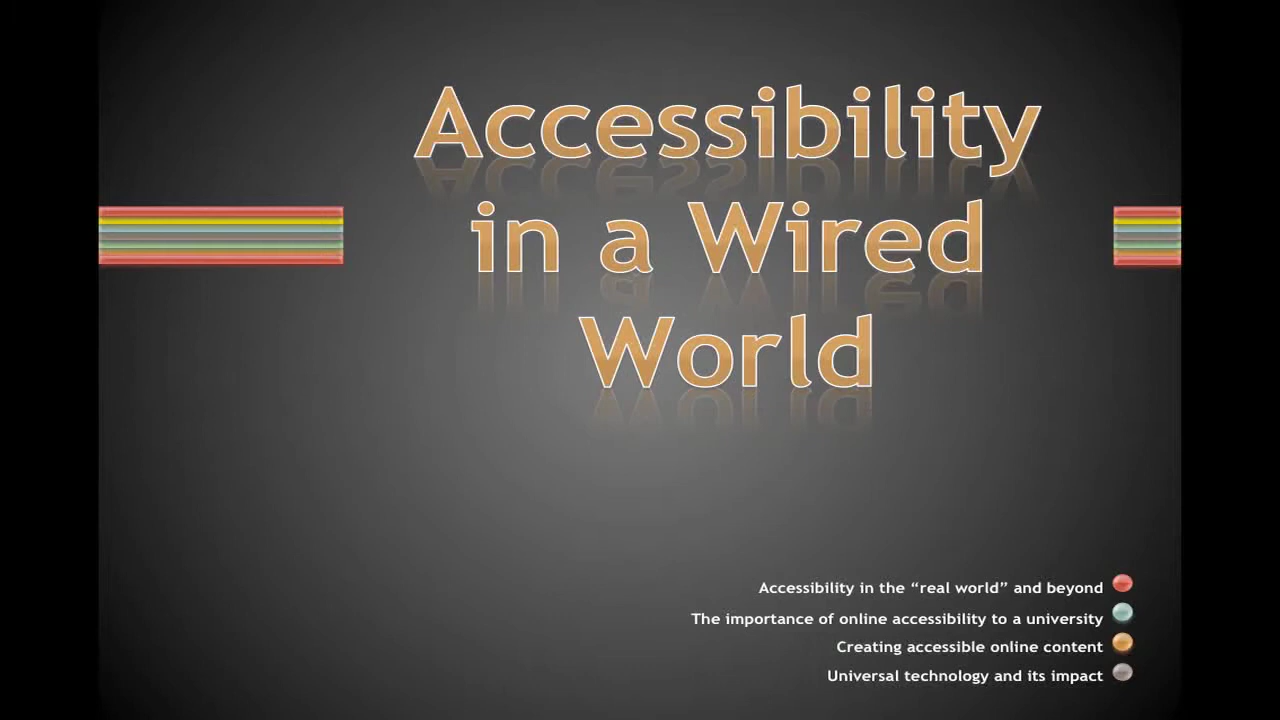 Accessibility
in a Wired
World
Accessibility in the “real world” and beyond
The importance of online accessibility to a university
Creating accessible online content
Universal technology and its impact